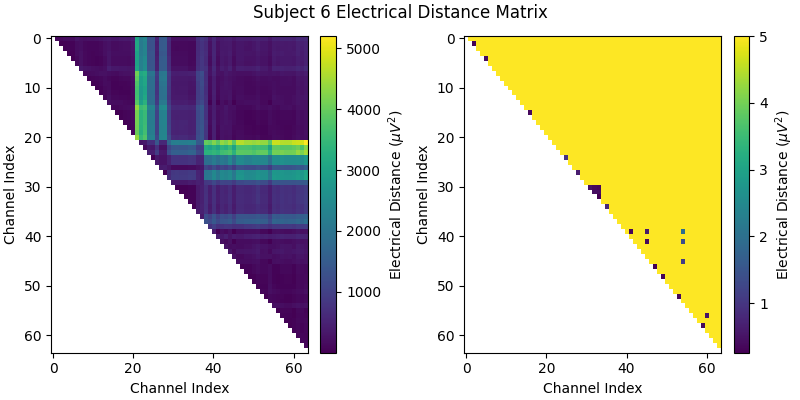 Subject 6 Electrical Distance Matrix
0
10
20
30
40
50
60
Channel Index
0 20 40 60
Channel Index
5000
4000
3000
2000
1000
Electrical Distance (μV²)
0
10
20
30
40
50
60
Channel Index
0 20 40 60
Channel Index
5
4
3
2
1
Electrical Distance (μV²)